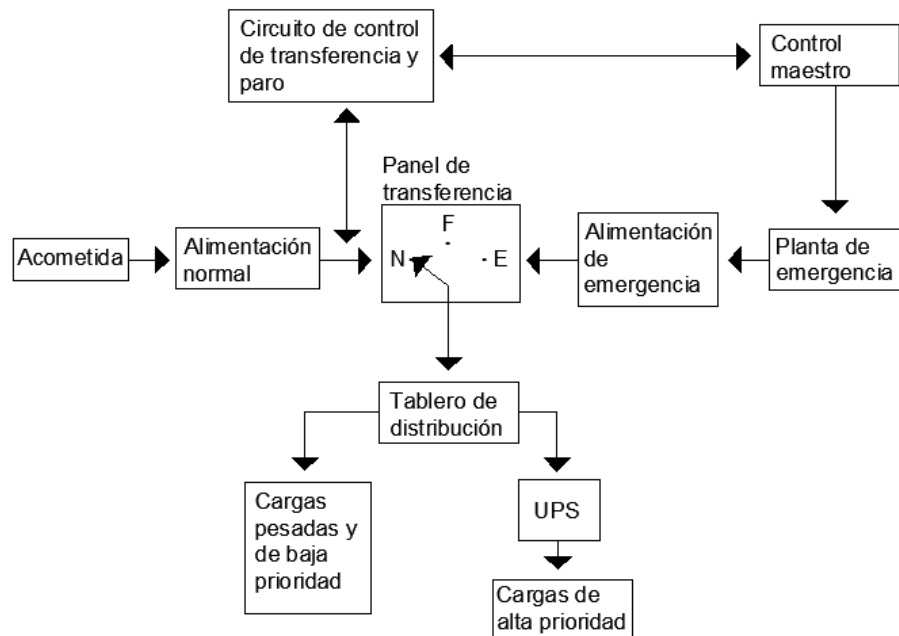 Circuito de control
de transferencia y
paro
Control
maestro
Panel de
transferencia
F
N
E
Acometida
Alimentación
normal
Alimentación
de
emergencia
Planta de
emergencia
Tablero de
distribución
Cargas
pesadas y
de baja
prioridad
UPS
Cargas de
alta prioridad